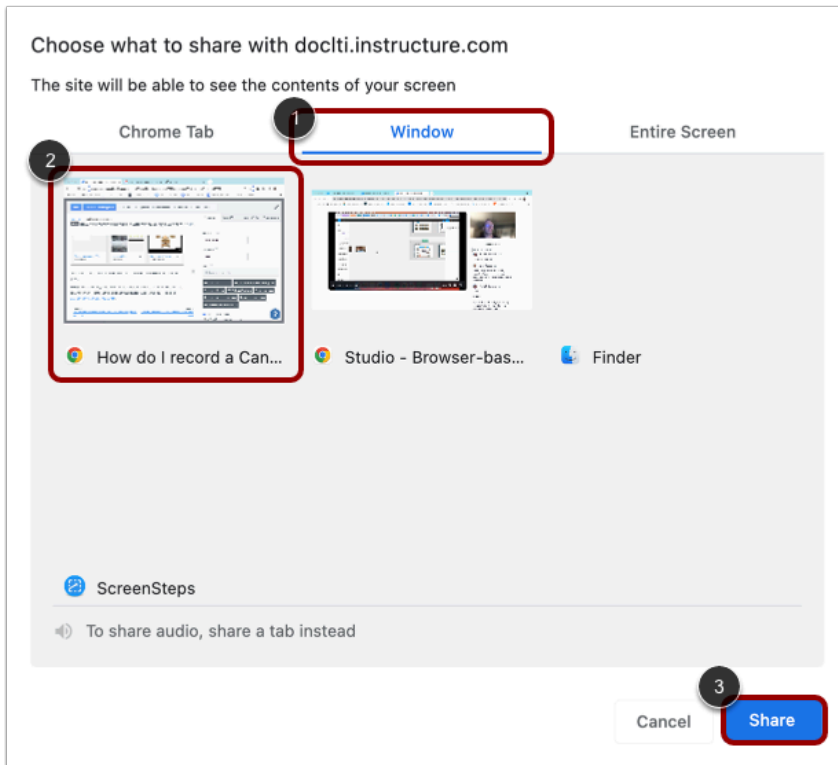 Choose what to share with doclti.instructure.com
The site will be able to see the contents of your screen
1
Chrome Tab
Window
Entire Screen
2
How do I record a Can...
Studio - Browser-bas...
Finder
ScreenSteps
To share audio, share a tab instead
3
Cancel
Share